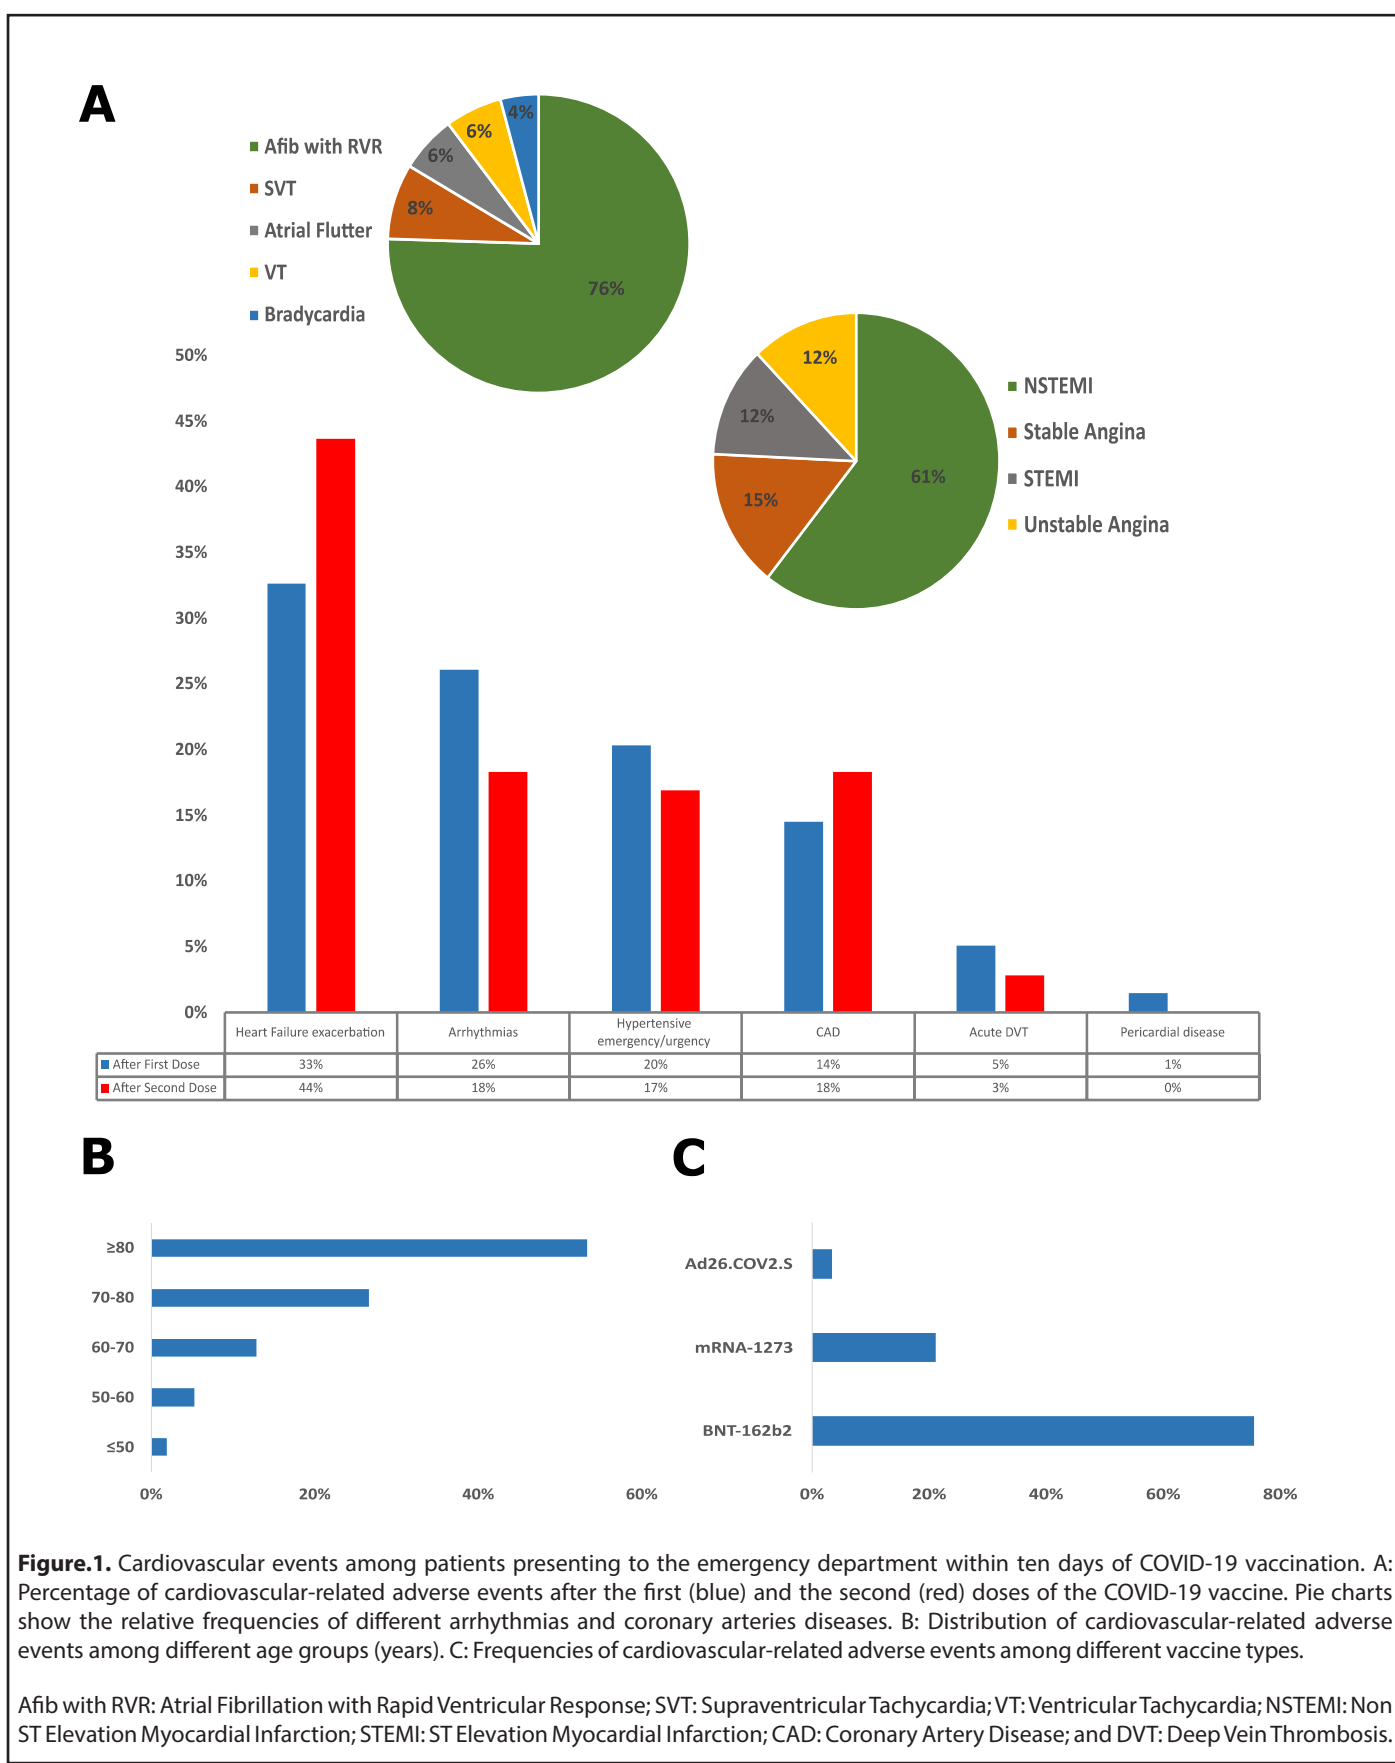 A
Afib with RVR
SVT
Atrial Flutter
VT
Bradycardia
4%
6%
6%
8%
76%
12%
12%
15%
61%
NSTEMI
Stable Angina
STEMI
Unstable Angina
50%
45%
40%
35%
30%
25%
20%
15%
10%
5%
0%
Heart Failure exacerbation Arrhythmias Hypertensive emergency/urgency CAD Acute DVT Pericardial disease
After First Dose 33% 26% 20% 14% 5% 1%
After Second Dose 44% 18% 17% 18% 3% 0%
B
≥80
70-80
60-70
50-60
≤50
0% 20% 40% 60%
C
Ad26.COV2.S
mRNA-1273
BNT-162b2
0% 20% 40% 60% 80%
Figure.1. Cardiovascular events among patients presenting to the emergency department within ten days of COVID-19 vaccination. A:
Percentage of cardiovascular-related adverse events after the first (blue) and the second (red) doses of the COVID-19 vaccine. Pie charts
show the relative frequencies of different arrhythmias and coronary arteries diseases. B: Distribution of cardiovascular-related adverse
events among different age groups (years). C: Frequencies of cardiovascular-related adverse events among different vaccine types.
Afib with RVR: Atrial Fibrillation with Rapid Ventricular Response; SVT: Supraventricular Tachycardia; VT: Ventricular Tachycardia; NSTEMI: Non
ST Elevation Myocardial Infarction; STEMI: ST Elevation Myocardial Infarction; CAD: Coronary Artery Disease; and DVT: Deep Vein Thrombosis.